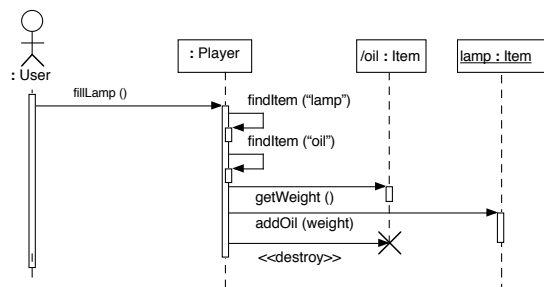 : User
: Player
/oil : Item
lamp : Item
fillLamp ()
findItem (“lamp”)
findItem (“oil”)
getWeight ()
addOil (weight)
<<destroy>>